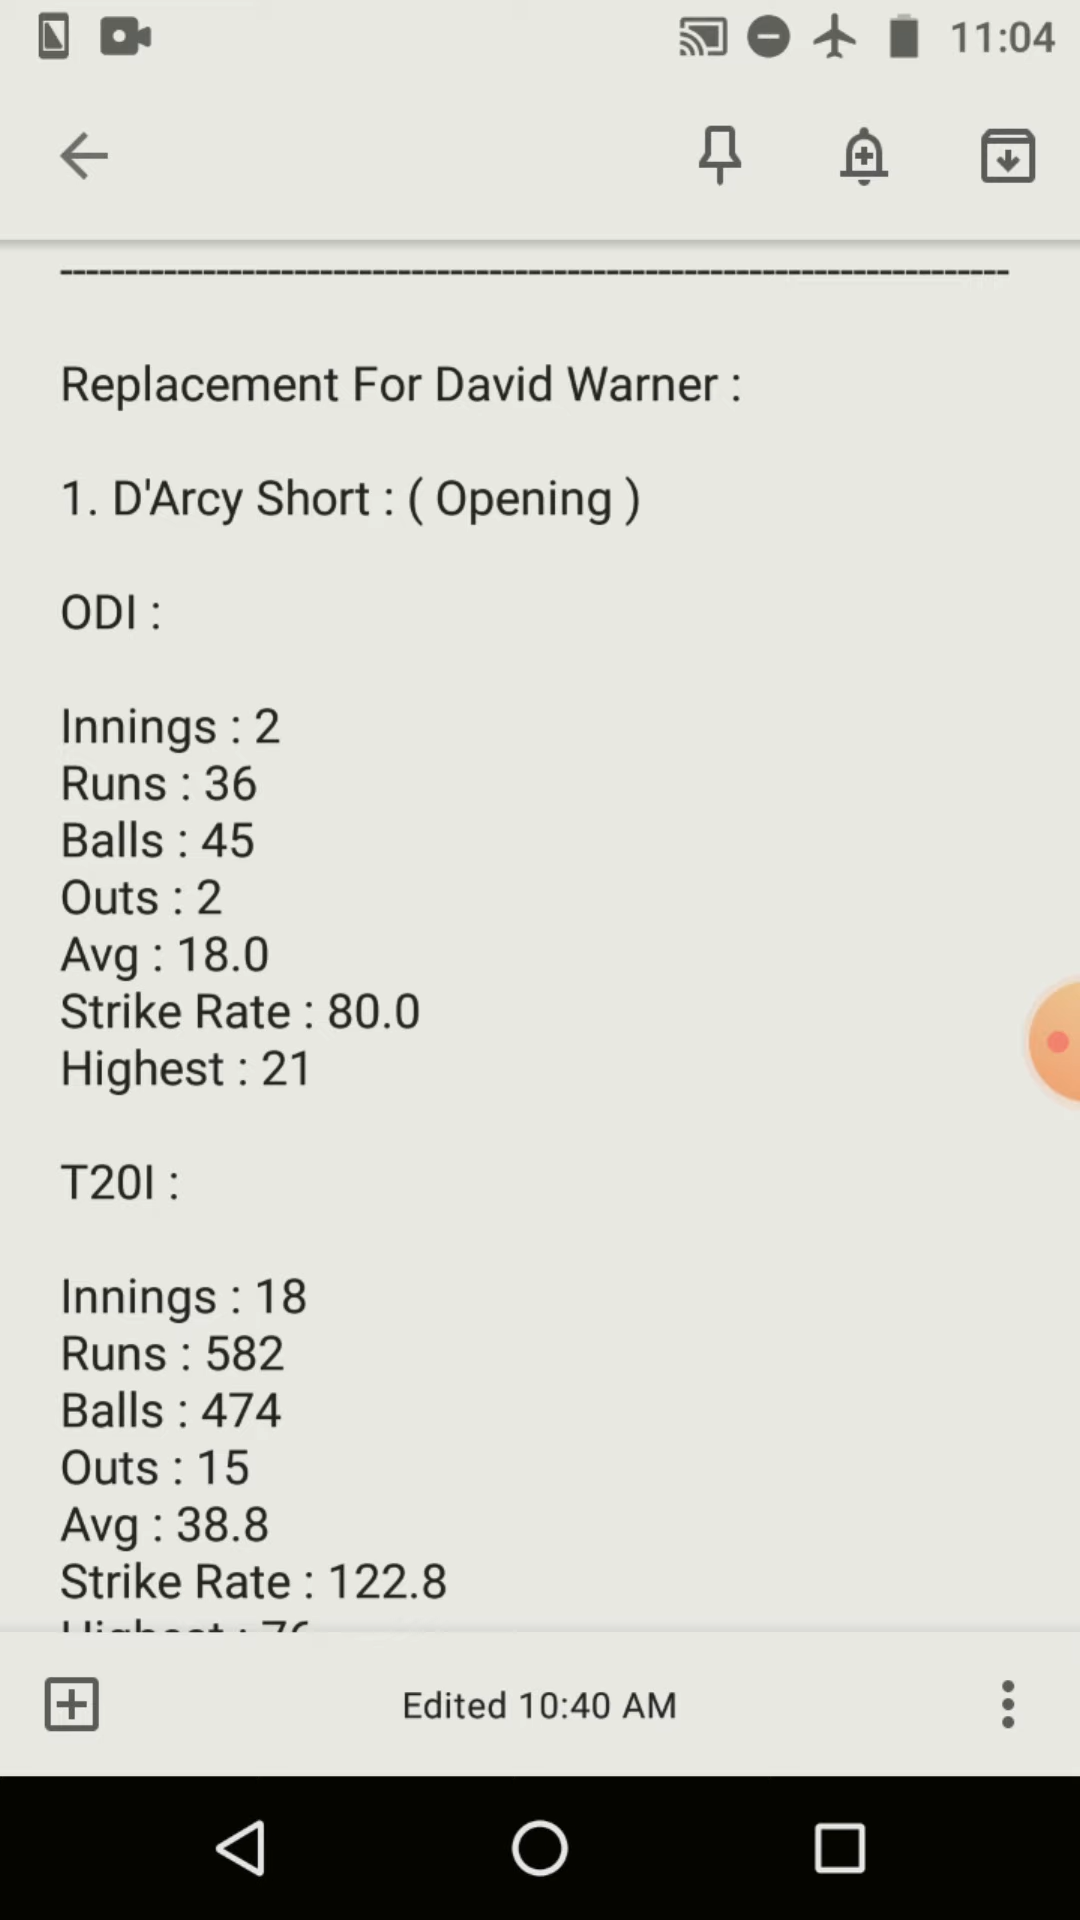 11:04
----------------------------------------------------------------------
Replacement For David Warner :
1. D'Arcy Short : ( Opening )
ODI :
Innings : 2
Runs : 36
Balls : 45
Outs : 2
Avg : 18.0
Strike Rate : 80.0
Highest : 21
T20I :
Innings : 18
Runs : 582
Balls : 474
Outs : 15
Avg : 38.8
Strike Rate : 122.8
Highest : 76
Edited 10:40 AM